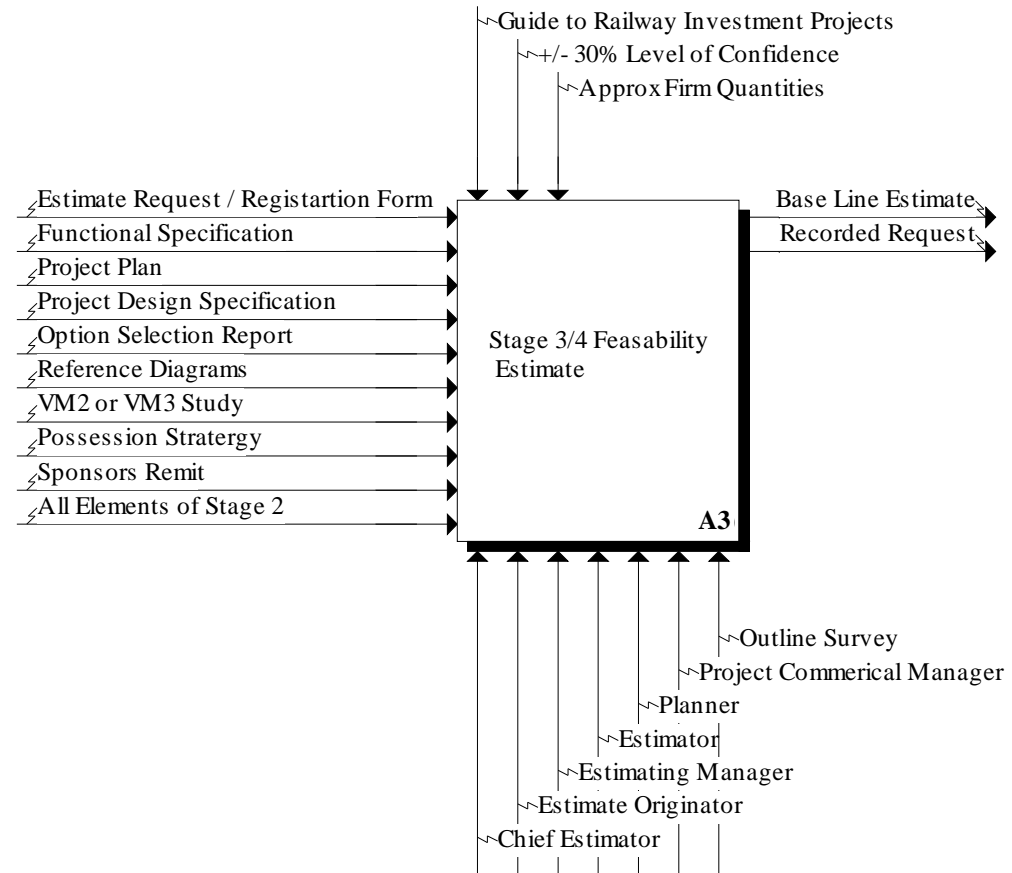 Guide to Railway Investment Projects
+/- 30% Level of Confidence
Approx Firm Quantities
Estimate Request / Registartion Form
Functional Specification
Project Plan
Project Design Specification
Option Selection Report
Reference Diagrams
VM2 or VM3 Study
Possession Stratergy
Sponsors Remit
All Elements of Stage 2
Base Line Estimate
Recorded Request
Stage 3/4 Feasability
Estimate
A3
Outline Survey
Project Commerical Manager
Planner
Estimator
Estimating Manager
Estimate Originator
Chief Estimator